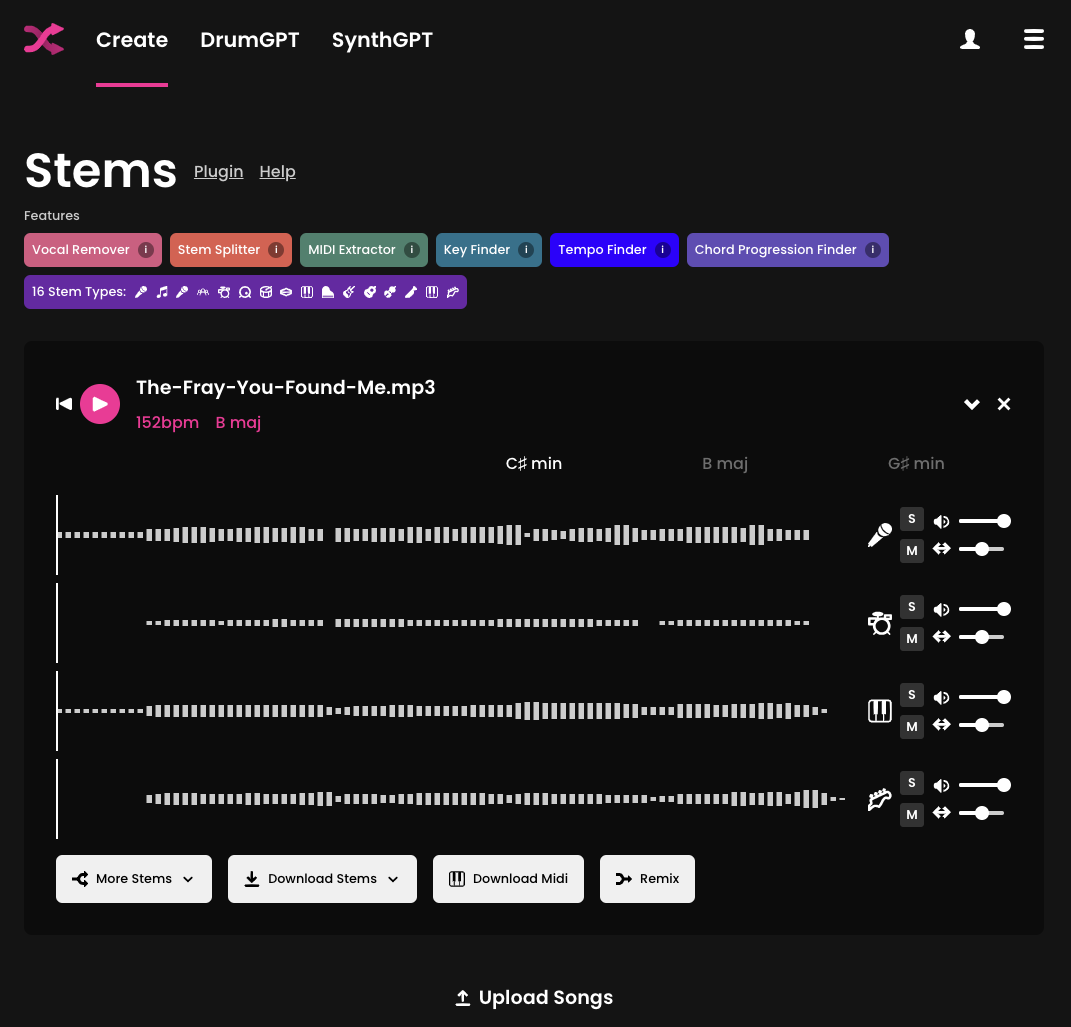 Create DrumGPT SynthGPT
Stems Plugin Help
Features
Vocal Remover i Stem Splitter i MIDI Extractor i Key Finder i Tempo Finder i Chord Progression Finder i
16 Stem Types:
The-Fray-You-Found-Me.mp3
152bpm B maj
C♯ min B maj G♯ min
S
M
S
M
S
M
S
M
More Stems Download Stems Download Midi Remix
Upload Songs